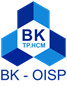 BK
TP.HCM
BK - OISP